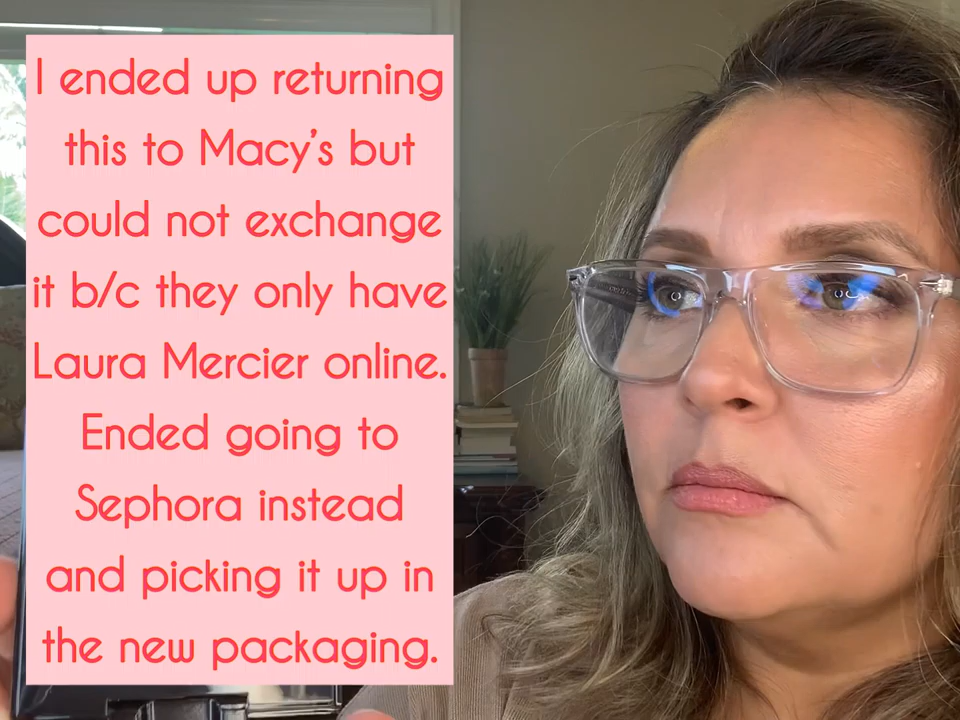 I ended up returning
this to Macy's but
could not exchange
it b/c they only have
Laura Mercier online.
Ended going to
Sephora instead
and picking it up in
the new packaging.